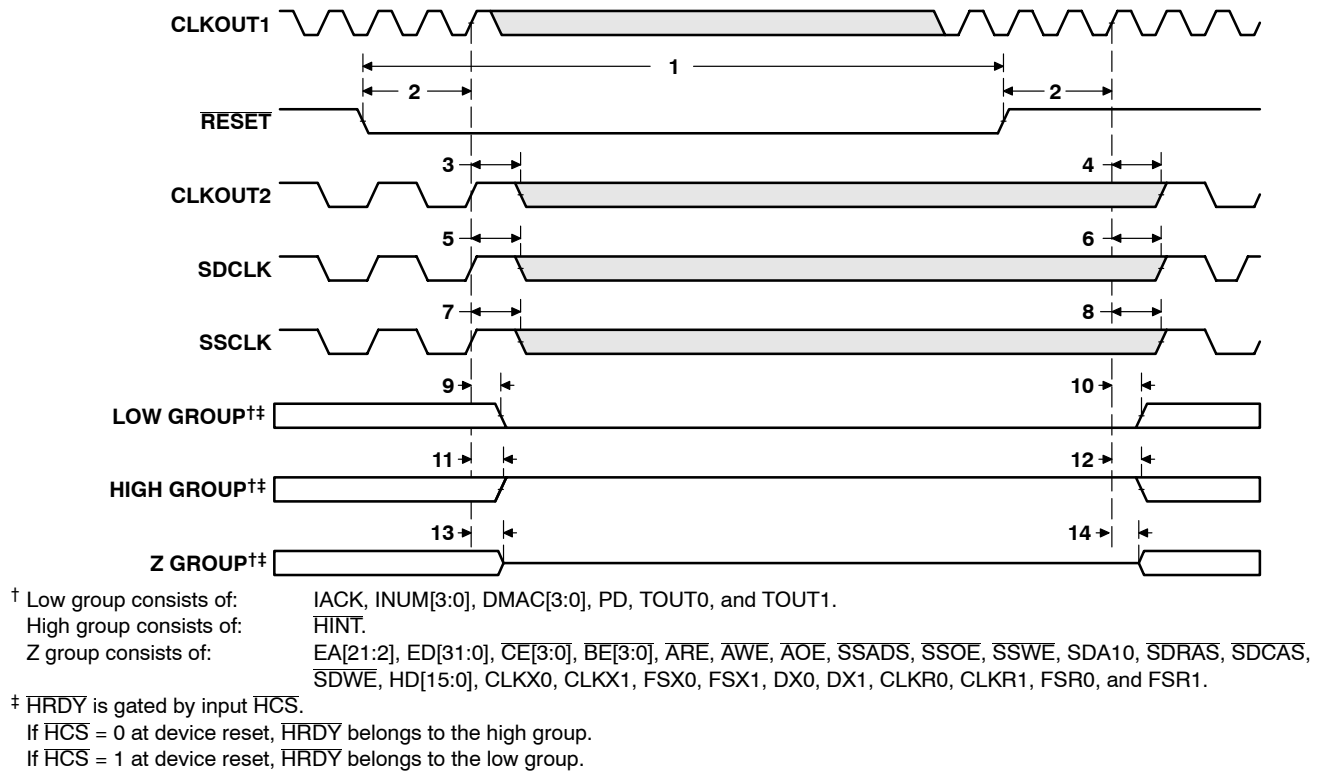 CLKOUT1
1
2 2
RESET
3 4
CLKOUT2
5 6
SDCLK
7 8
SSCLK
9 10
LOW GROUP†‡
11 12
HIGH GROUP†‡
13 14
Z GROUP†‡
† Low group consists of: IACK, INUM[3:0], DMAC[3:0], PD, TOUT0, and TOUT1.
High group consists of: HINT.
Z group consists of: EA[21:2], ED[31:0], CE[3:0], BE[3:0], ARE, AWE, AOE, SSADS, SSOE, SSWE, SDA10, SDRAS, SDCAS,
SDWE, HD[15:0], CLKX0, CLKX1, FSX0, FSX1, DX0, DX1, CLKR0, CLKR1, FSR0, and FSR1.
‡ HRDY is gated by input HCS.
If HCS = 0 at device reset, HRDY belongs to the high group.
If HCS = 1 at device reset, HRDY belongs to the low group.